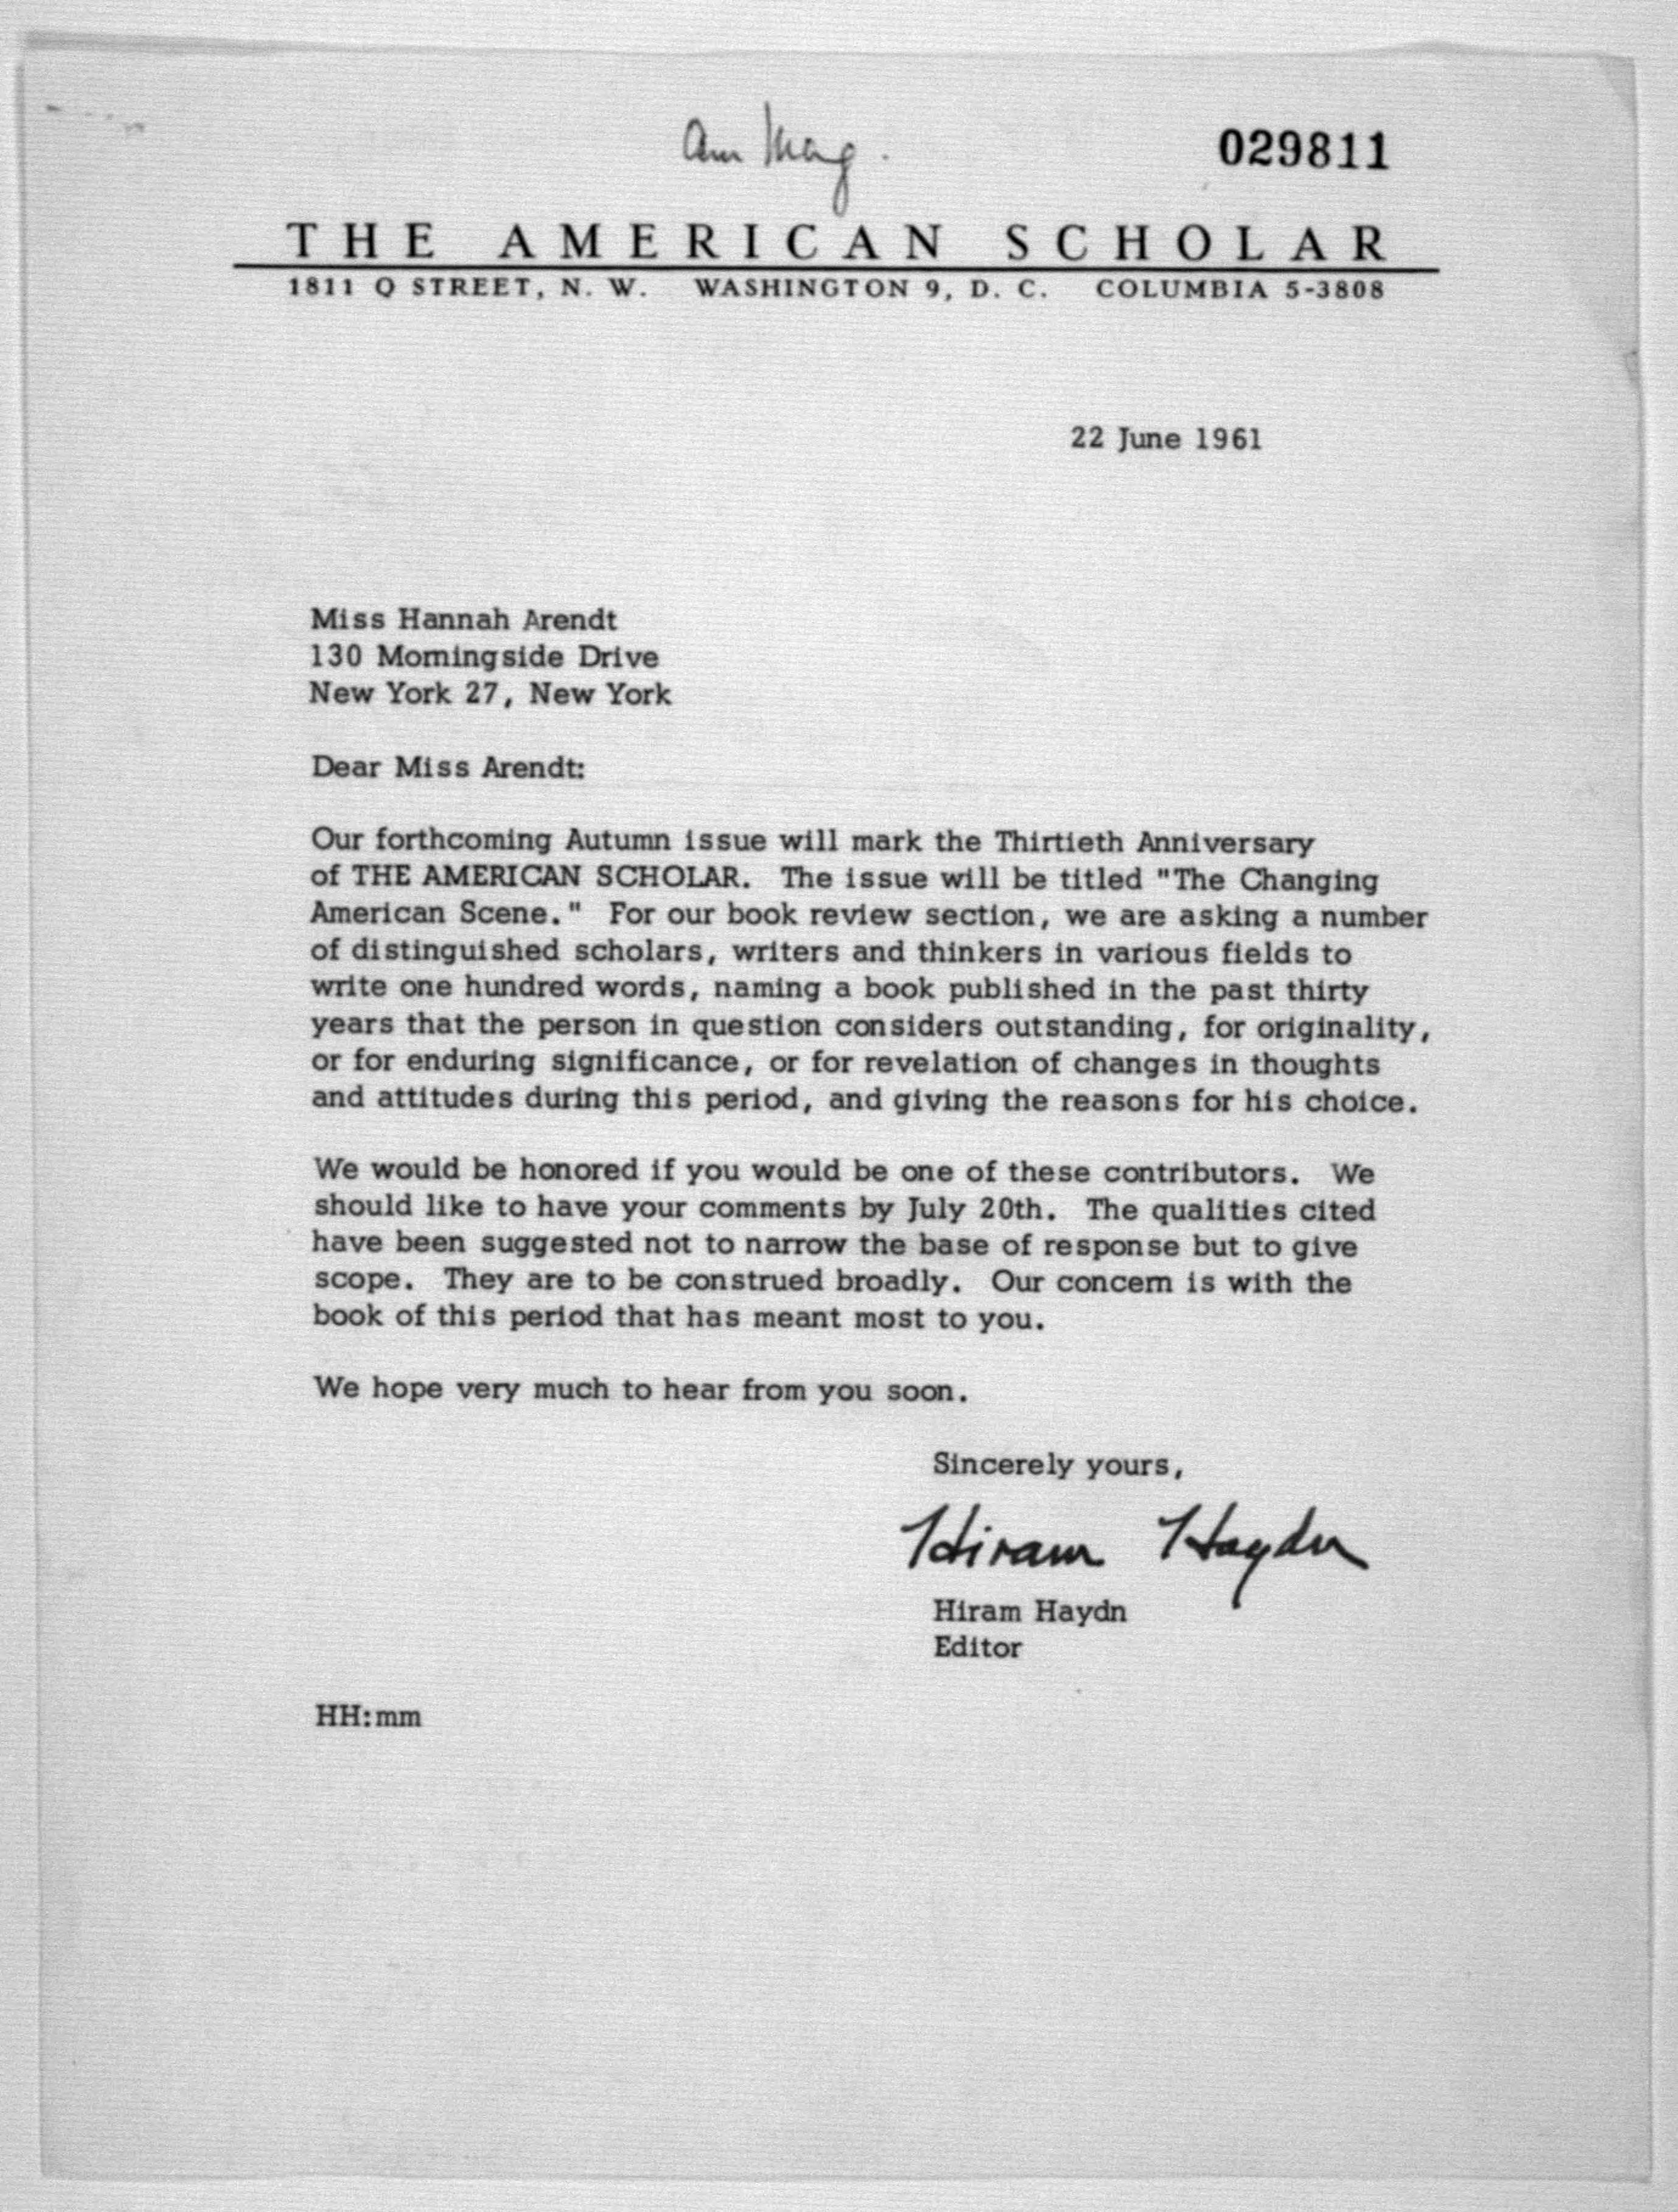 029811
THE AMERICAN SCHOLAR
1811 Q STREET, N. W. WASHINGTON 9, D. C. COLUMBIA 5-3808
22 June 1961
Miss Hannah Arendt
130 Morningside Drive
New York 27, New York
Dear Miss Arendt:
Our forthcoming Autumn issue will mark the Thirtieth Anniversary
of THE AMERICAN SCHOLAR. The issue will be titled "The Changing
American Scene." For our book review section, we are asking a number
of distinguished scholars, writers and thinkers in various fields to
write one hundred words, naming a book published in the past thirty
years that the person in question considers outstanding, for originality,
or for enduring significance, or for revelation of changes in thoughts
and attitudes during this period, and giving the reasons for his choice.
We would be honored if you would be one of these contributors. We
should like to have your comments by July 20th. The qualities cited
have been suggested not to narrow the base of response but to give
scope. They are to be construed broadly. Our concern is with the
book of this period that has meant most to you.
We hope very much to hear from you soon.
Sincerely yours,
Hiram Haydn
Hiram Haydn
Editor
HH:mm